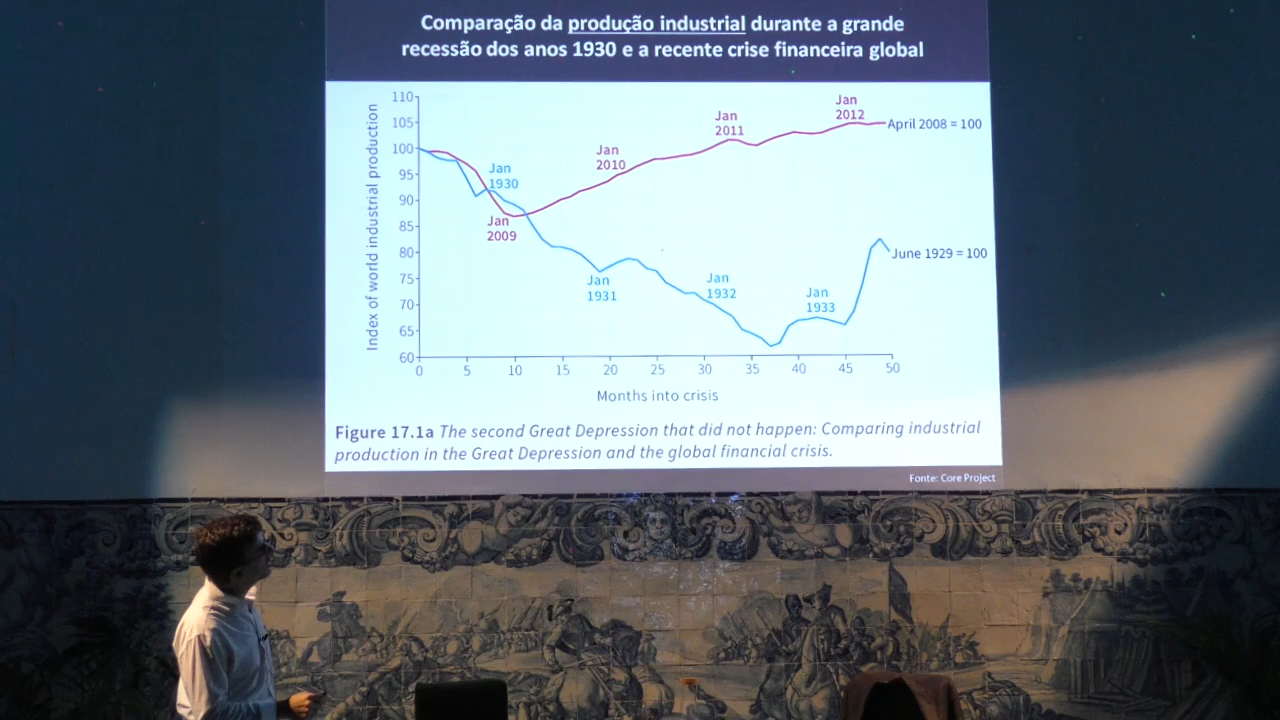 Comparação da produção industrial durante a grande
recessão dos anos 1930 e a recente crise financeira global
Index of world industrial production
110
105
100
95
90
85
80
75
70
65
60
0 5 10 15 20 25 30 35 40 45 50
Months into crisis
Jan
2009
Jan
2010
Jan
2011
Jan
2012
April 2008 = 100
Jan
1930
Jan
1931
Jan
1932
Jan
1933
June 1929 = 100
Figure 17.1a The second Great Depression that did not happen: Comparing industrial
production in the Great Depression and the global financial crisis.
Fonte: Core Project